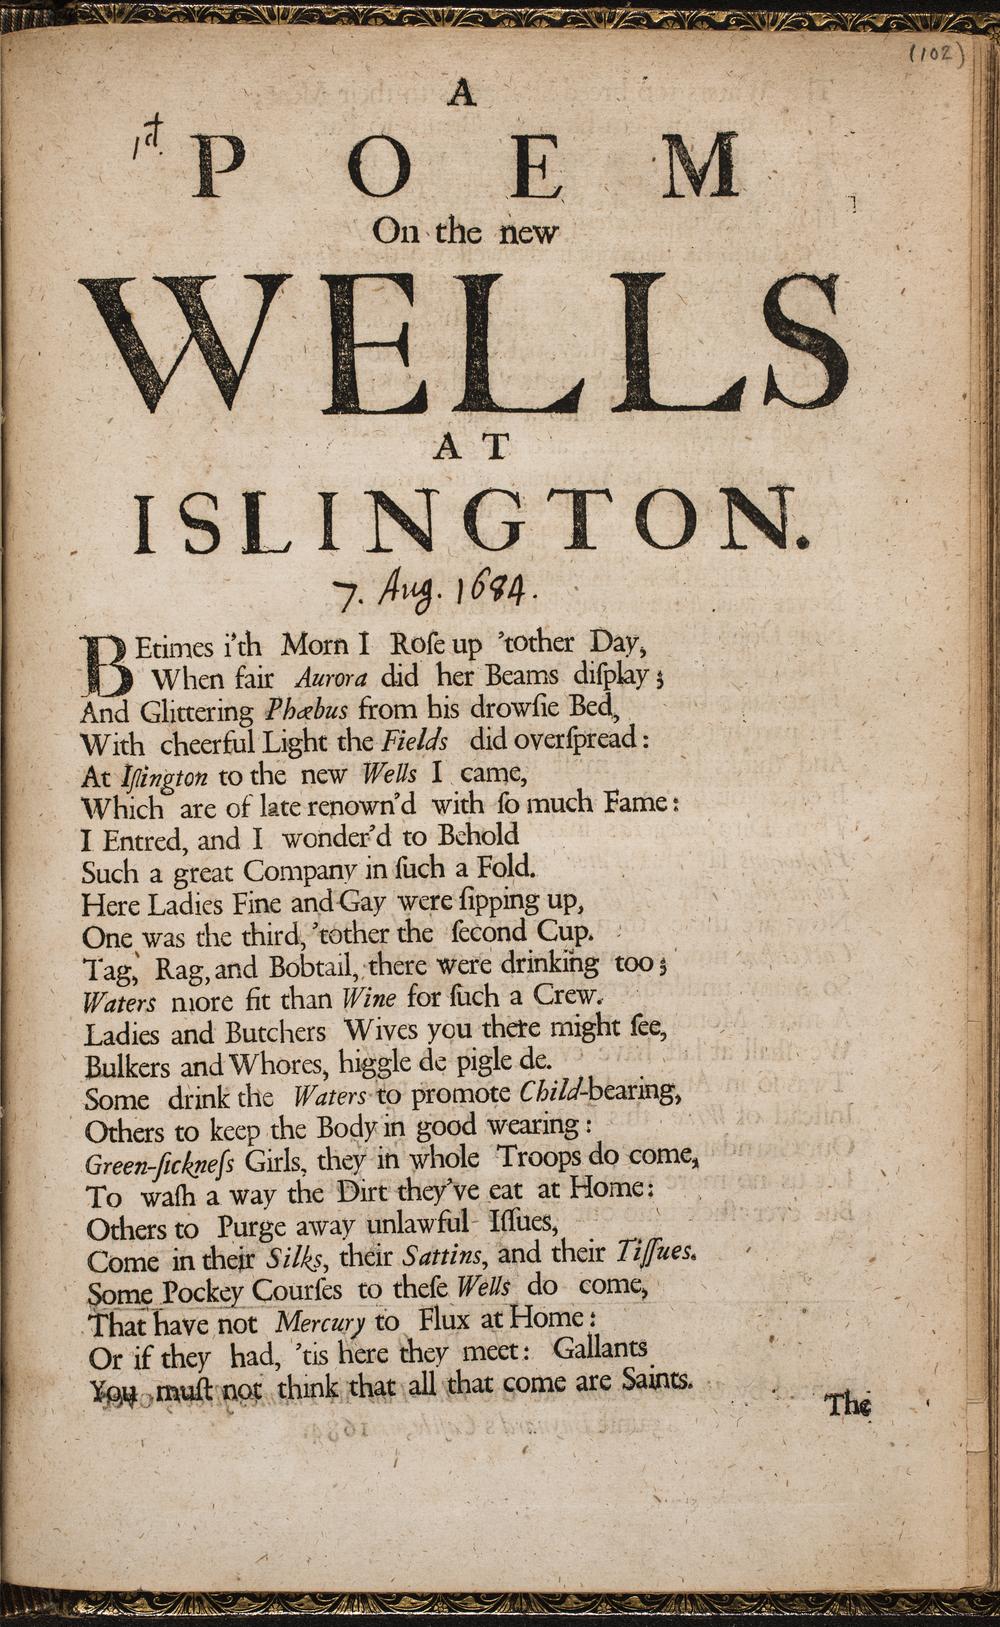 (102)
A
1st.
P O E M
On the new
WELLS
AT
ISLINGTON.
7. Aug. 1684.
BEtimes i'th Morn I Roſe up 'tother Day,
When fair Aurora did her Beams diſplay;
And Glittering Phœbus from his drowſie Bed,
With cheerful Light the Fields did overſpread:
At Iſlington to the new Wells I came,
Which are of late renown'd with ſo much Fame:
I Entred, and I wonder'd to Behold
Such a great Company in ſuch a Fold.
Here Ladies Fine and Gay were ſipping up,
One was the third, 'tother the ſecond Cup.
Tag, Rag, and Bobtail, there were drinking too;
Waters more fit than Wine for ſuch a Crew.
Ladies and Butchers Wives you there might ſee,
Bulkers and Whores, higgle de pigle de.
Some drink the Waters to promote Child-bearing,
Others to keep the Body in good wearing:
Green-ſickneſs Girls, they in whole Troops do come,
To waſh a way the Dirt they've eat at Home:
Others to Purge away unlawful Iſſues,
Come in their Silks, their Sattins, and their Tiſſues.
Some Pockey Courſes to theſe Wells do come,
That have not Mercury to Flux at Home:
Or if they had, 'tis here they meet: Gallants
You muſt not think that all that come are Saints.
The